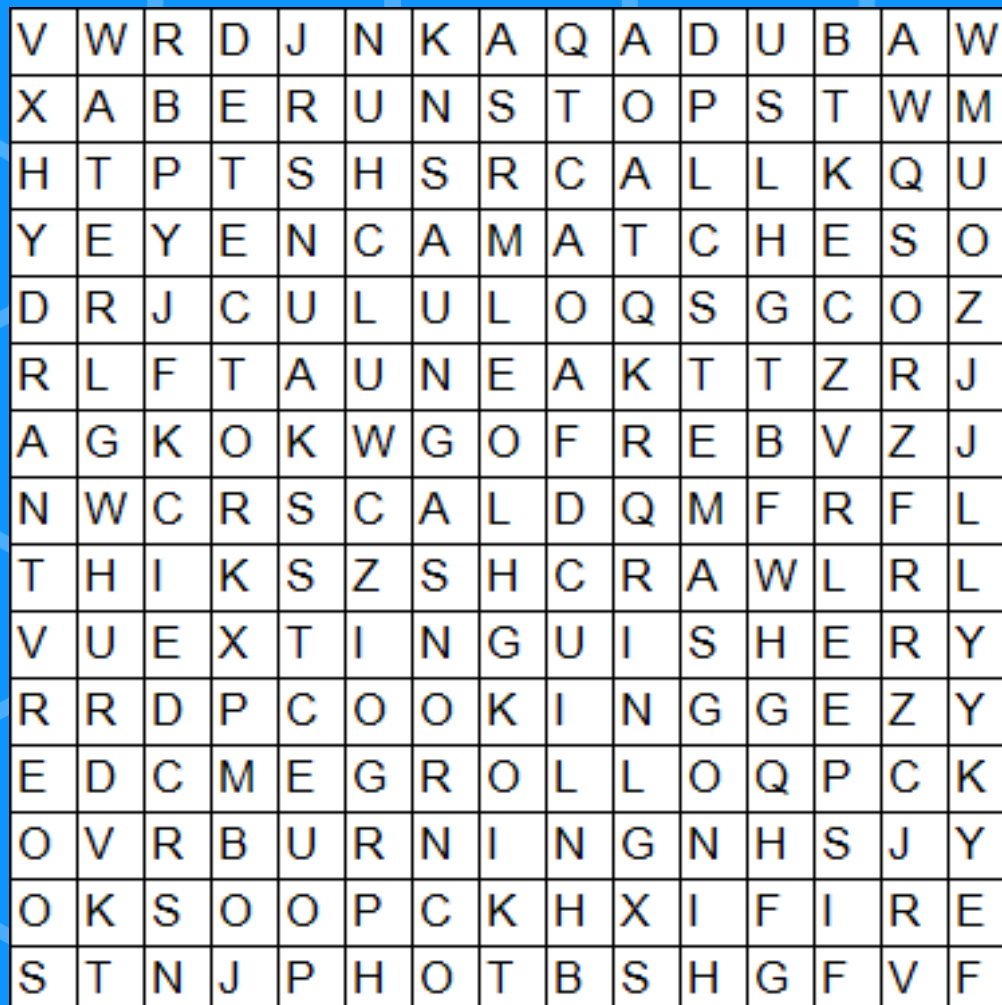 V W R D J N K A Q A D U B A W
X A B E R U N S T O P S T W M
H T P T S H S R C A L L K Q U
Y E Y E N C A M A T C H E S O
D R J C U L U L O Q S G C O Z
R L F T A U N E A K T T Z R J
A G K O K W G O F R E B V Z J
N W C R S C A L D Q M F R F L
T H I K S Z S H C R A W L R L
V U E X T I N G U I S H E R Y
R R D P C O O K I N G G E Z Y
E D C M E G R O L L O Q P C K
O V R B U R N I N G N H S J Y
O K S O O P C K H X I F I R E
S T N J P H O T B S H G F V F